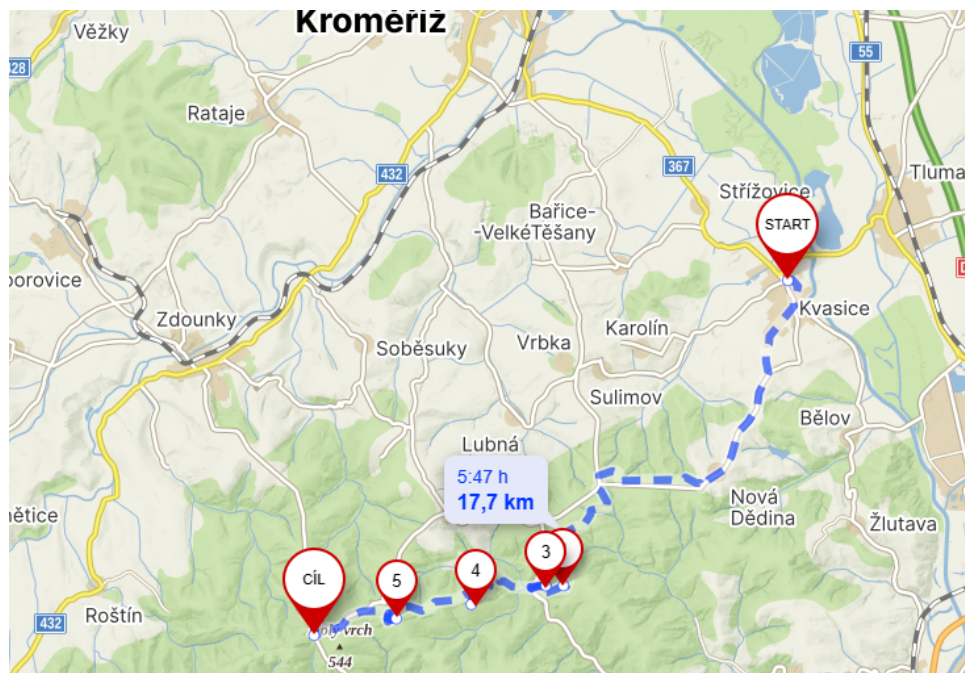 Kroměříž
Věžky
55
Rataje
432
367
Střížovice
Bařice-
-VelkéTěšany
START
Zdounky
Kvasice
Karolín
Vrbka
Soběsuky
Sulimov
Bělov
Lubná
5:47 h
17,7 km
Nová
Dědina
Žlutava
3
4
5
CÍL
Roštín
432
544